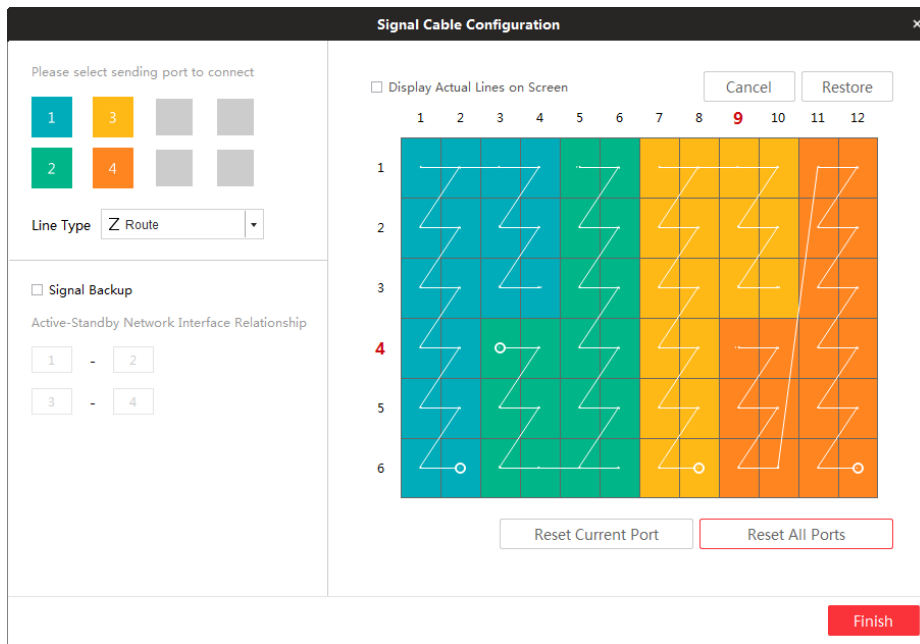 Signal Cable Configuration ×
Please select sending port to connect
1 3
2 4
Line Type Z Route
Signal Backup
Active-Standby Network Interface Relationship
1 - 2
3 - 4
Display Actual Lines on Screen
Cancel Restore
1 2 3 4 5 6 7 8 9 10 11 12
1
2
3
4
5
6
Reset Current Port Reset All Ports
Finish